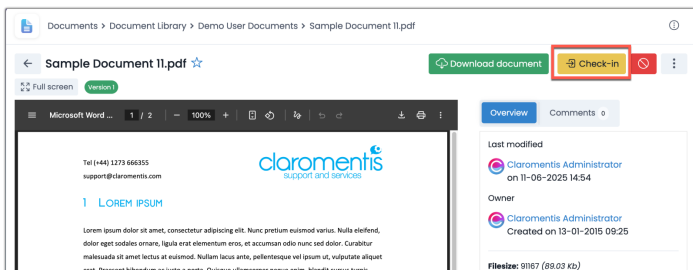 Documents > Document Library > Demo User Documents > Sample Document 11.pdf
Sample Document 11.pdf
Download document
Check-in
Full screen
Version 1
Microsoft Word ...
1 / 2
100%
Overview
Comments 0
Last modified
Claromentis Administrator
on 11-06-2025 14:54
Owner
Claromentis Administrator
Created on 13-01-2015 09:25
Filesize: 91167 (89.03 Kb)
Tel (+44) 1273 666355
support@claromentis.com
claromentis
support and services
1 LOREM IPSUM
Lorem ipsum dolor sit amet, consectetur adipiscing elit. Nunc pretium euismod varius. Nulla eleifend,
dolor eget sodales ornare, ligula erat elementum eros, et accumsan odio nunc sed dolor. Curabitur
malesuada sit amet lectus at euismod. Nullam lacus ante, pellentesque vel ipsum ut, vulputate aliquet